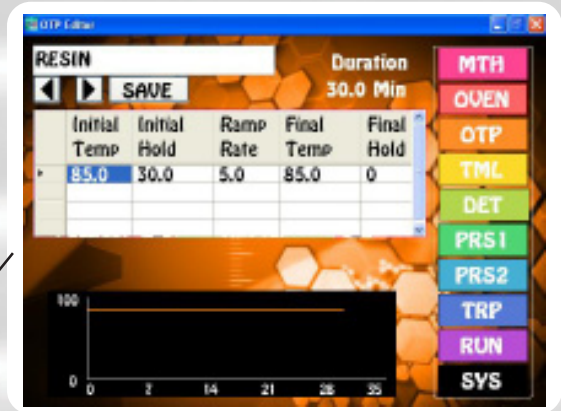 OTP Editor
RESIN
Duration
30.0 Min
SAVE
Initial Temp Initial Hold Ramp Rate Final Temp Final Hold
85.0 30.0 5.0 85.0 0
MTH
OVEN
OTP
TML
DET
PRS1
PRS2
TRP
RUN
SYS
100
0
0 7 14 21 28 35